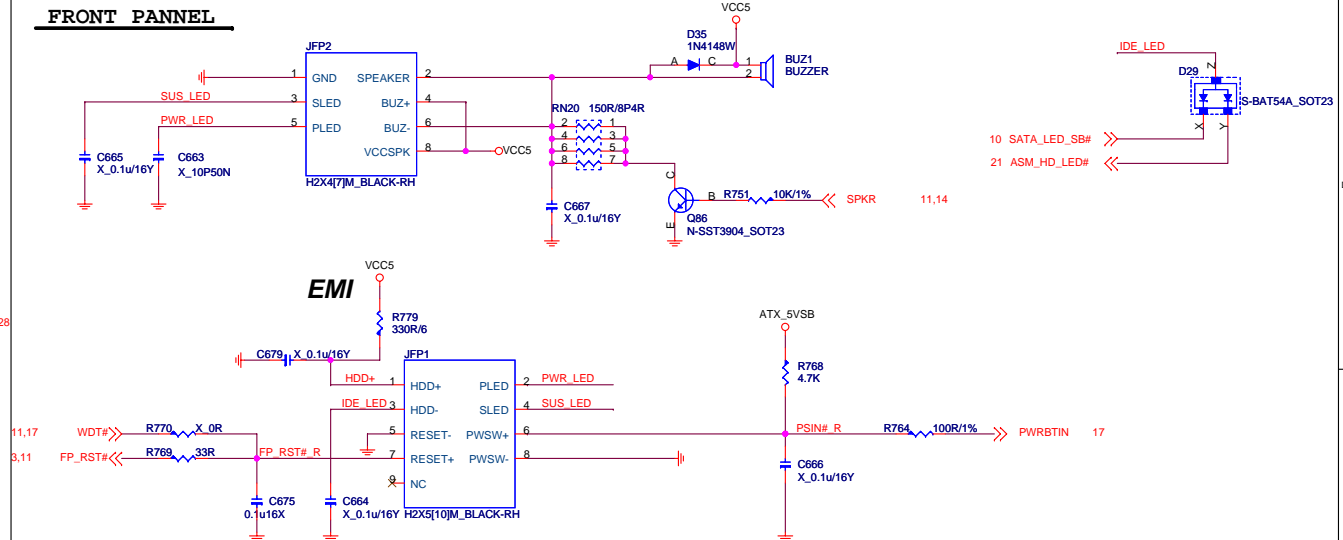 FRONT PANNEL
JFP2
1 GND SPEAKER 2
3 SLED BUZ+ 4
5 PLED BUZ- 6
VCCSPK 8
H2X4[7]M_BLACK-RH
SUS_LED
PWR_LED
C665
X_0.1u/16Y
C663
X_10P50N
VCC5
VCC5
D35
1N4148W
A C
1
2
BUZ1
BUZZER
RN20 150R/8P4R
2 1
4 3
6 5
8 7
C667
X_0.1u/16Y
C
B
E
Q86
N-SST3904_SOT23
R751 10K/1%
SPKR 11,14
IDE_LED
D29
Z
S-BAT54A_SOT23
X Y
10 SATA_LED_SB#
21 ASM_HD_LED#
EMI
VCC5
R779
330R/6
C679 X_0.1u/16Y
JFP1
HDD+ 1 HDD+ PLED 2 PWR_LED
IDE_LED 3 HDD- SLED 4 SUS_LED
5 RESET- PWSW+ 6
7 RESET+ PWSW- 8
9 NC
H2X5[10]M_BLACK-RH
28
11,17 WDT# R770 X_0R
3,11 FP_RST# R769 33R FP_RST#_R
C675
0.1u16X
C664
X_0.1u/16Y
ATX_5VSB
R768
4.7K
PSIN#_R R764 100R/1% PWRBTIN 17
C666
X_0.1u/16Y